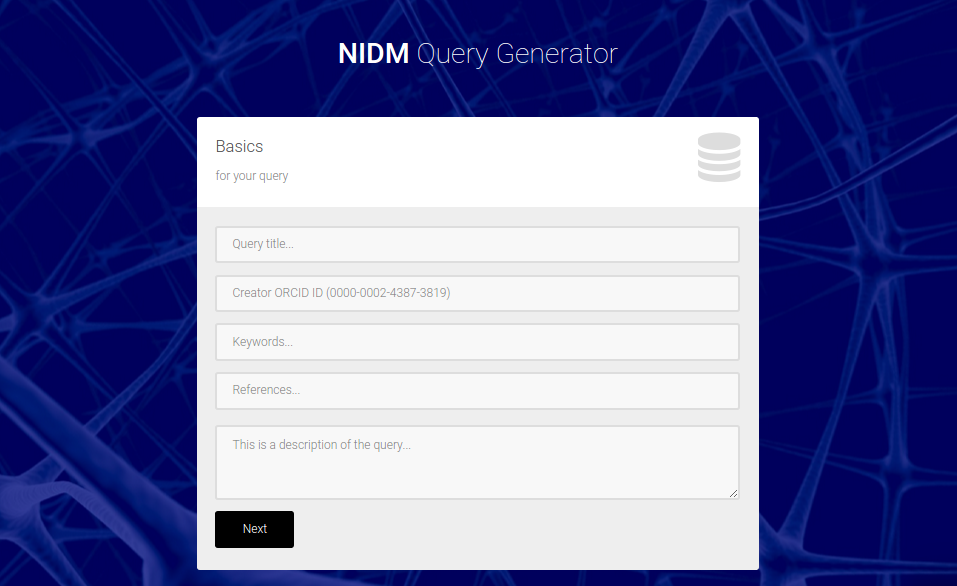 NIDM Query Generator
Basics
for your query
Query title...
Creator ORCID ID (0000-0002-4387-3819)
Keywords...
References...
This is a description of the query...
Next